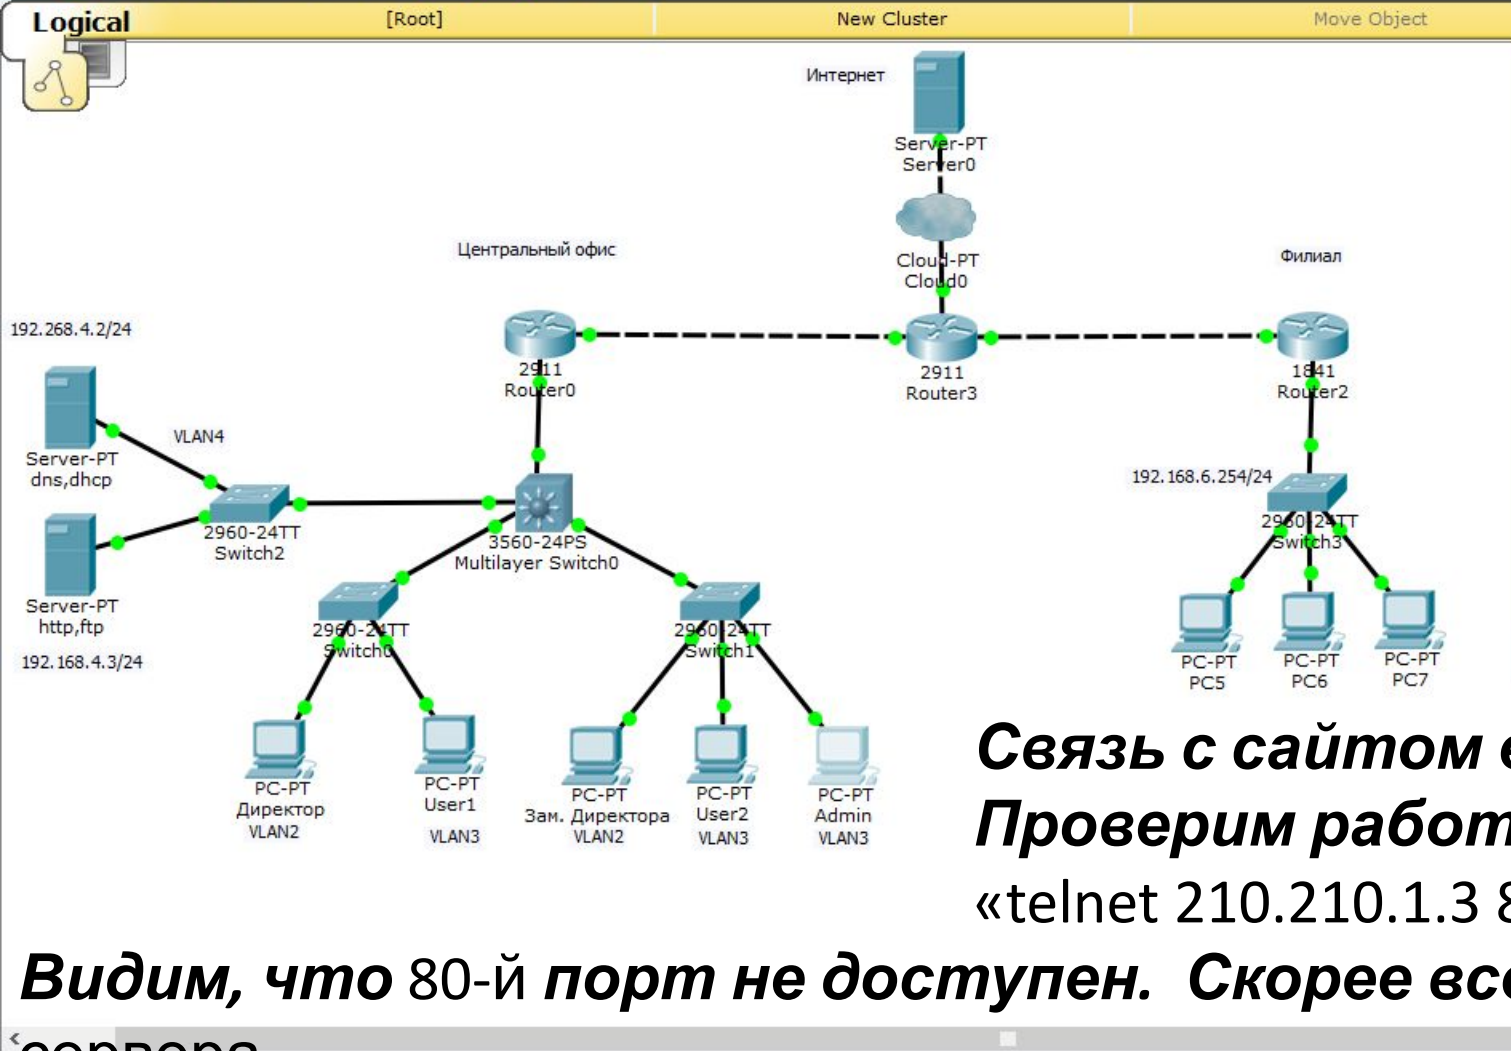 Logical [Root] New Cluster Move Object
Интернет
Server-PT
Server0
Центральный офис
Cloud-PT
Cloud0
Филиал
192.268.4.2/24
2911
Router0
2911
Router3
1841
Router2
VLAN4
Server-PT
dns,dhcp
192.168.6.254/24
2960-24TT
Switch2
3560-24PS
Multilayer Switch0
2960-24TT
Switch3
Server-PT
http,ftp
192.168.4.3/24
2960-24TT
Switch0
2960-24TT
Switch1
PC-PT
PC5
PC-PT
PC6
PC-PT
PC7
PC-PT
Директор
VLAN2
PC-PT
User1
VLAN3
PC-PT
Зам. Директора
VLAN2
PC-PT
User2
VLAN3
PC-PT
Admin
VLAN3
Связь с сайтом
Проверим
«telnet 210.210.1.3
Видим, что 80-й порт не доступен. Скорее